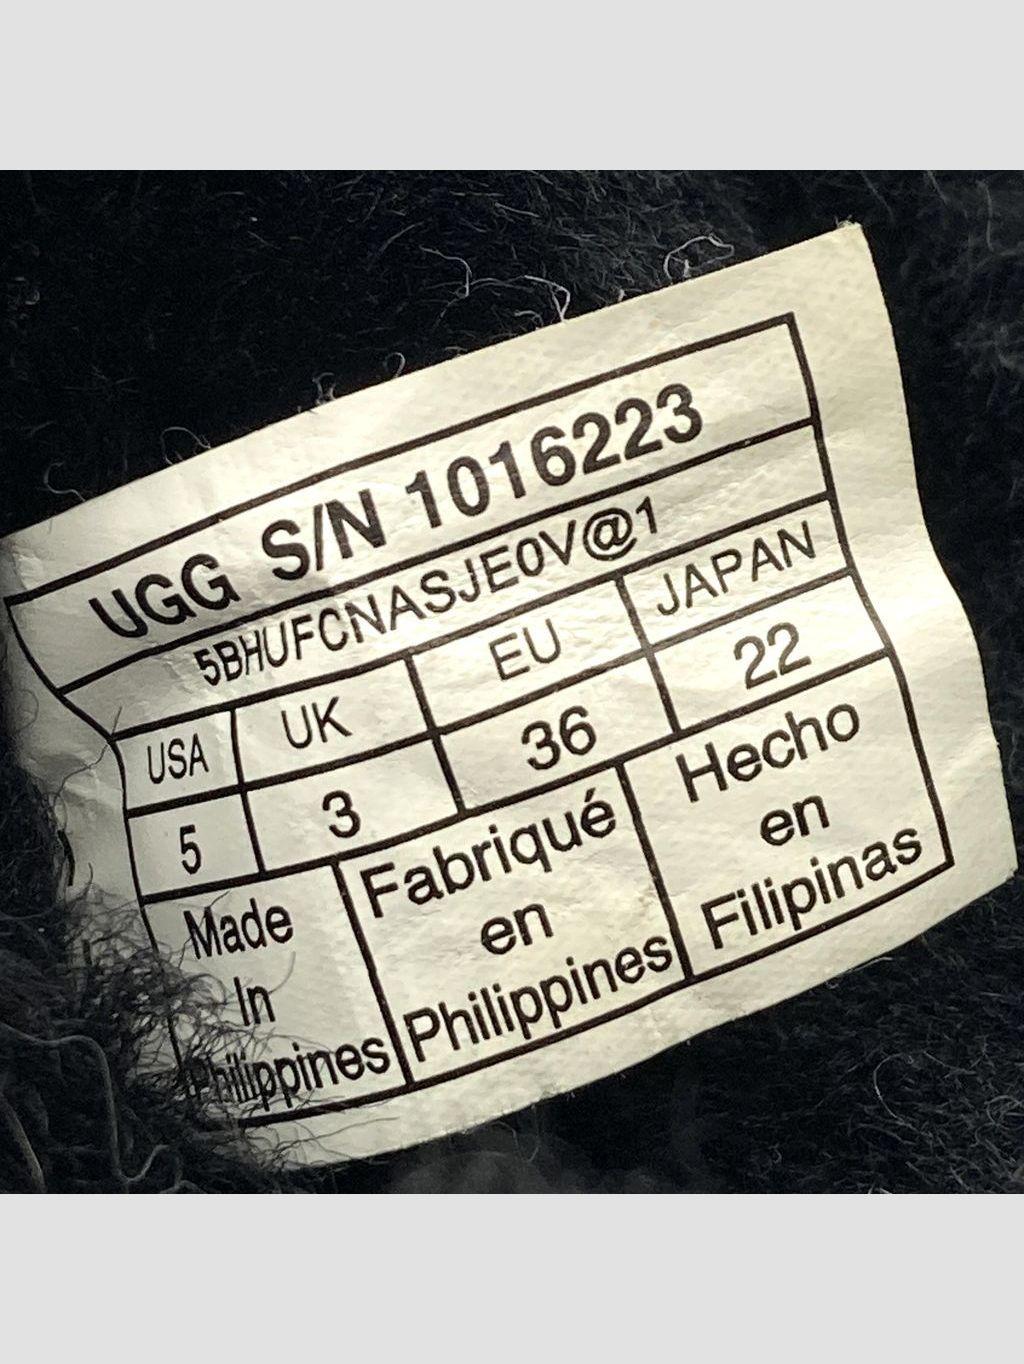 UGG S/N 1016223
5BHUFCNASJE0V@1
USA UK EU JAPAN
5 3 36 22
Made
In
Philippines
Fabriqué
en
Philippines
Hecho
en
Filipinas